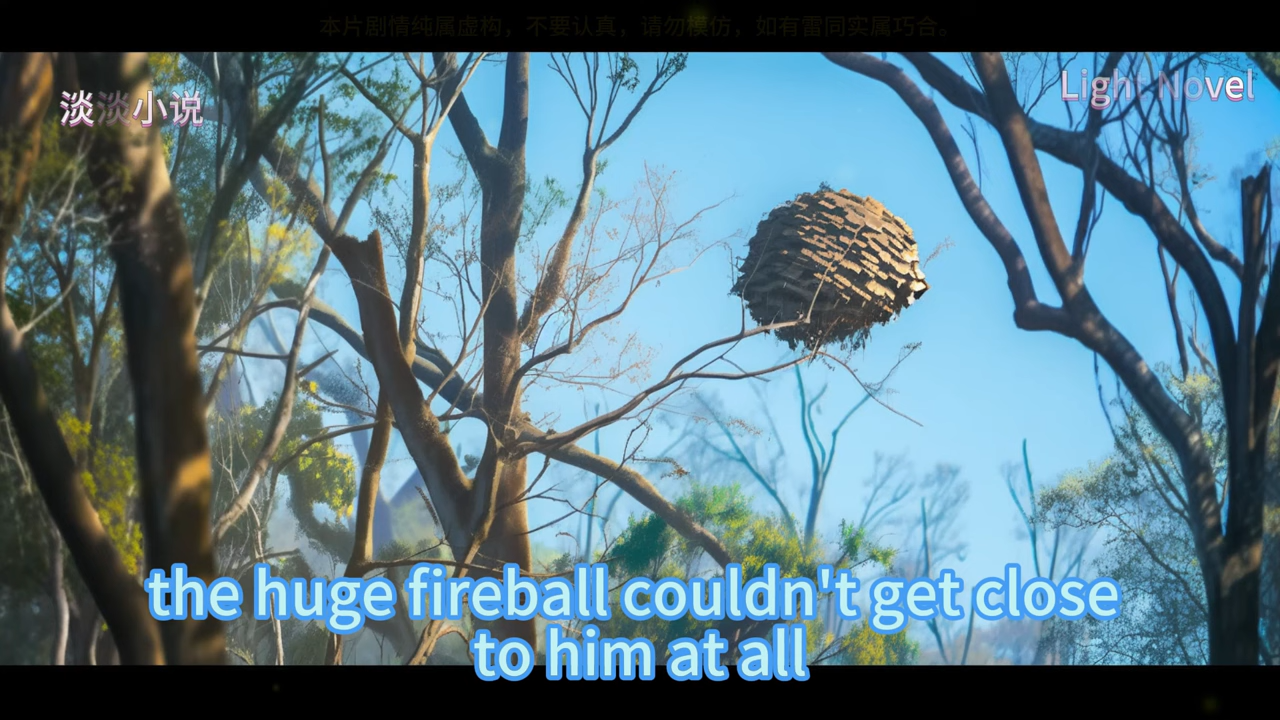 本片剧情纯属虚构，不要认真，请勿模仿，如有雷同实属巧合。
淡淡小说
Light Novel
the huge fireball couldn't get close
to him at all